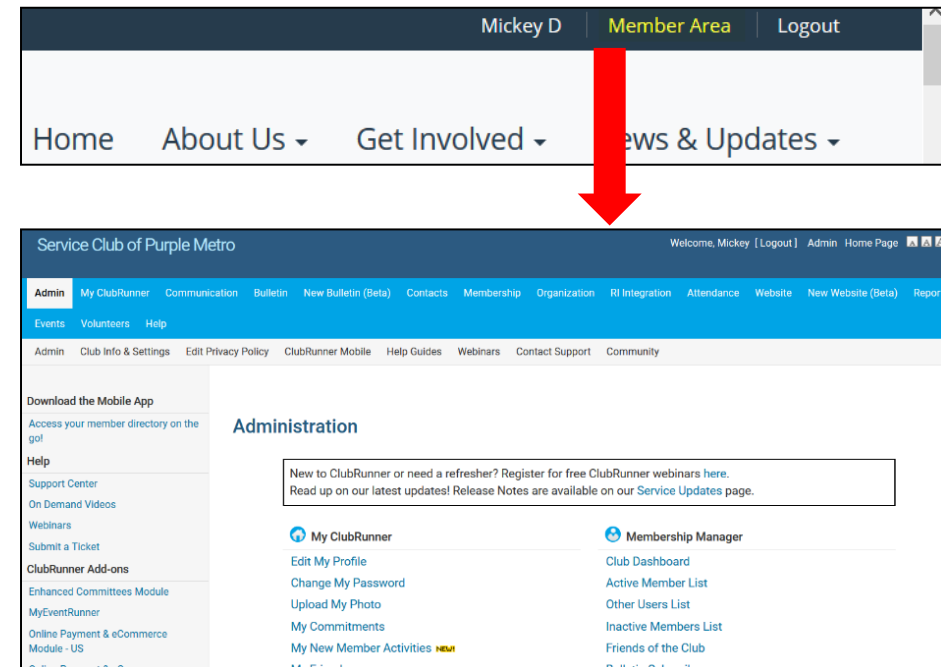 Mickey D Member Area Logout
Home About Us Get Involved ews & Updates
Service Club of Purple Metro Welcome, Mickey [ Logout ] Admin Home Page A A A
Admin My ClubRunner Communication Bulletin New Bulletin (Beta) Contacts Membership Organization RI Integration Attendance Website New Website (Beta) Repor
Events Volunteers Help
Admin Club Info & Settings Edit Privacy Policy ClubRunner Mobile Help Guides Webinars Contact Support Community
Download the Mobile App
Access your member directory on the
go!
Help
Support Center
On Demand Videos
Webinars
Submit a Ticket
ClubRunner Add-ons
Enhanced Committees Module
MyEventRunner
Online Payment & eCommerce
Module - US
Administration
New to ClubRunner or need a refresher? Register for free ClubRunner webinars here.
Read up on our latest updates! Release Notes are available on our Service Updates page.
My ClubRunner
Edit My Profile
Change My Password
Upload My Photo
My Commitments
My New Member Activities NEW!
Membership Manager
Club Dashboard
Active Member List
Other Users List
Inactive Members List
Friends of the Club